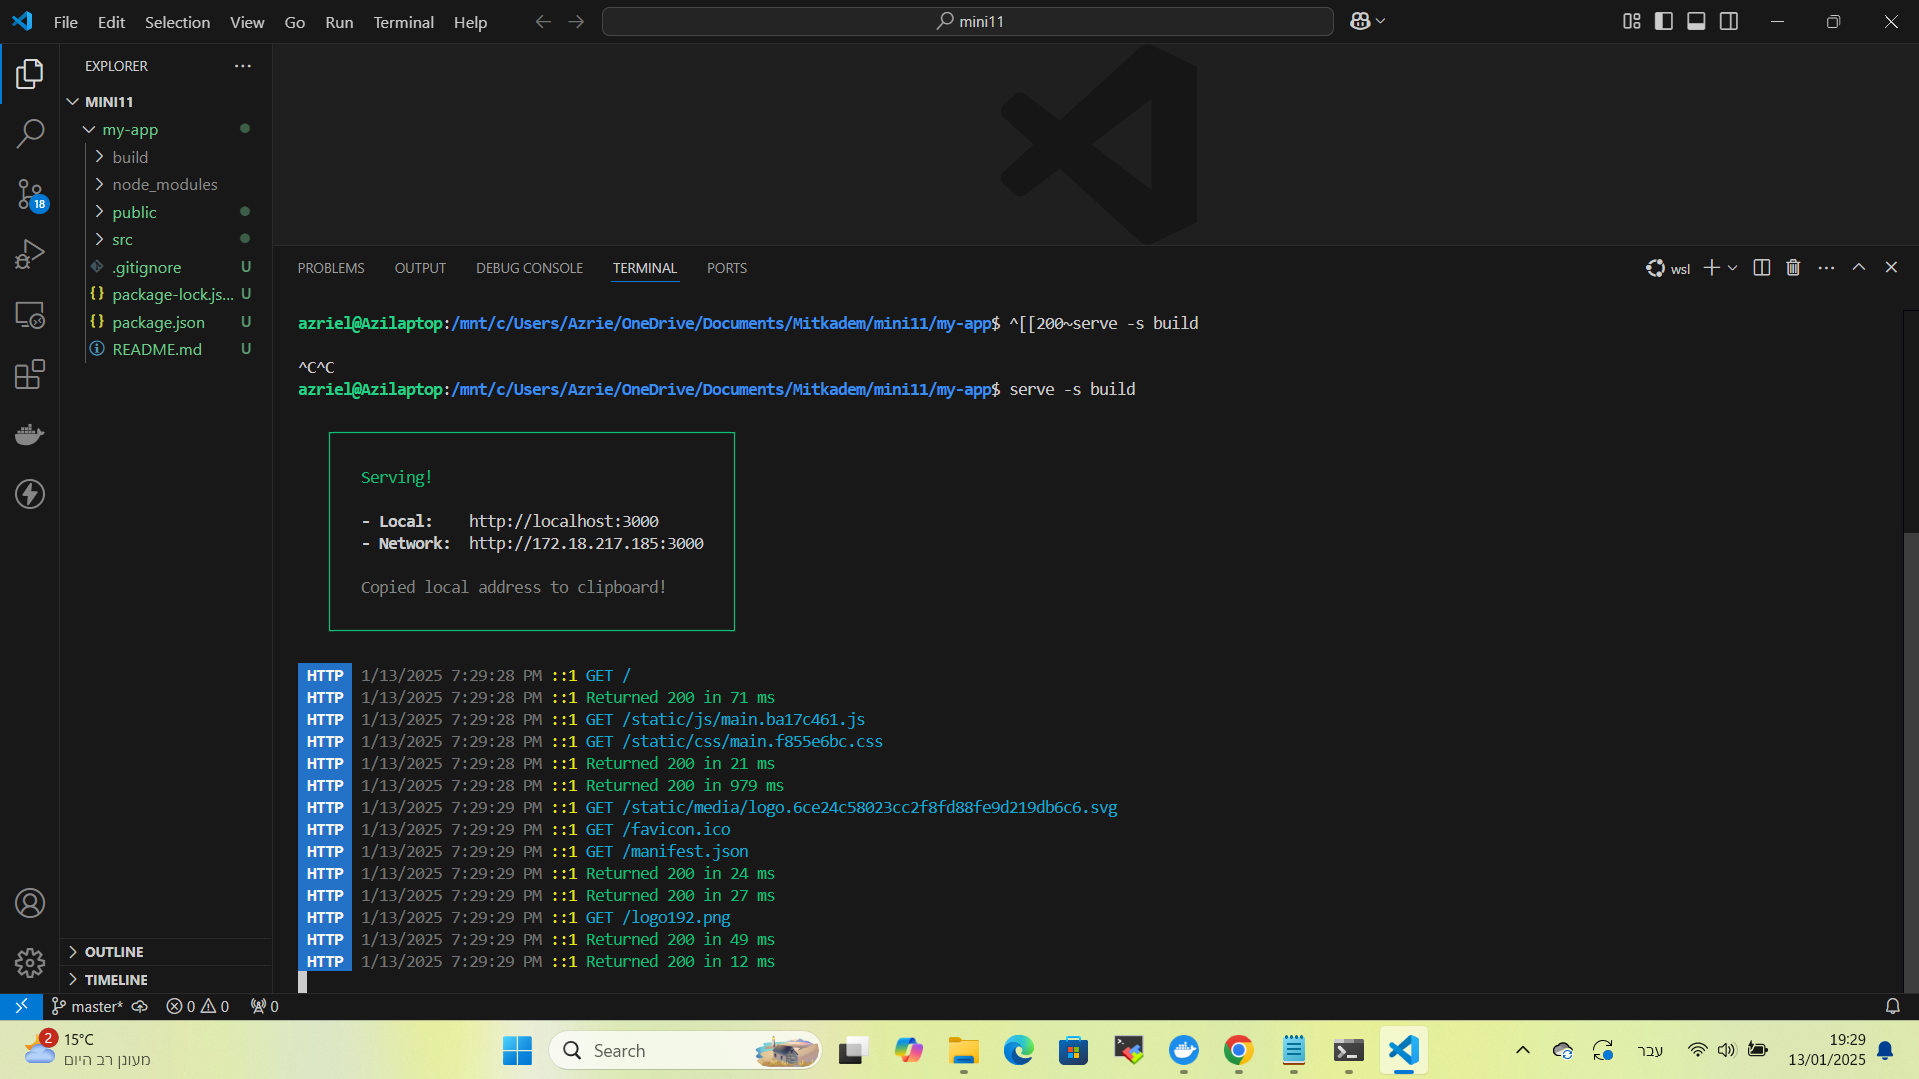 File Edit Selection View Go Run Terminal Help
mini11
EXPLORER
MINI11
my-app
build
node_modules
public
src
.gitignore U
package-lock.js... U
package.json U
README.md U
18
OUTLINE
TIMELINE
PROBLEMS OUTPUT DEBUG CONSOLE TERMINAL PORTS
wsl
azriel@Azilaptop:/mnt/c/Users/Azrie/OneDrive/Documents/Mitkadem/mini11/my-app$ ^[[200~serve -s build
^C^C
azriel@Azilaptop:/mnt/c/Users/Azrie/OneDrive/Documents/Mitkadem/mini11/my-app$ serve -s build
Serving!
- Local: http://localhost:3000
- Network: http://172.18.217.185:3000
Copied local address to clipboard!
HTTP 1/13/2025 7:29:28 PM ::1 GET /
HTTP 1/13/2025 7:29:28 PM ::1 Returned 200 in 71 ms
HTTP 1/13/2025 7:29:28 PM ::1 GET /static/js/main.ba17c461.js
HTTP 1/13/2025 7:29:28 PM ::1 GET /static/css/main.f855e6bc.css
HTTP 1/13/2025 7:29:28 PM ::1 Returned 200 in 21 ms
HTTP 1/13/2025 7:29:28 PM ::1 Returned 200 in 979 ms
HTTP 1/13/2025 7:29:29 PM ::1 GET /static/media/logo.6ce24c58023cc2f8fd88fe9d219db6c6.svg
HTTP 1/13/2025 7:29:29 PM ::1 GET /favicon.ico
HTTP 1/13/2025 7:29:29 PM ::1 GET /manifest.json
HTTP 1/13/2025 7:29:29 PM ::1 Returned 200 in 24 ms
HTTP 1/13/2025 7:29:29 PM ::1 Returned 200 in 27 ms
HTTP 1/13/2025 7:29:29 PM ::1 GET /logo192.png
HTTP 1/13/2025 7:29:29 PM ::1 Returned 200 in 49 ms
HTTP 1/13/2025 7:29:29 PM ::1 Returned 200 in 12 ms
master* 0 0 0
2
15°C
מעונן רב היום
Search
עבר
19:29
13/01/2025